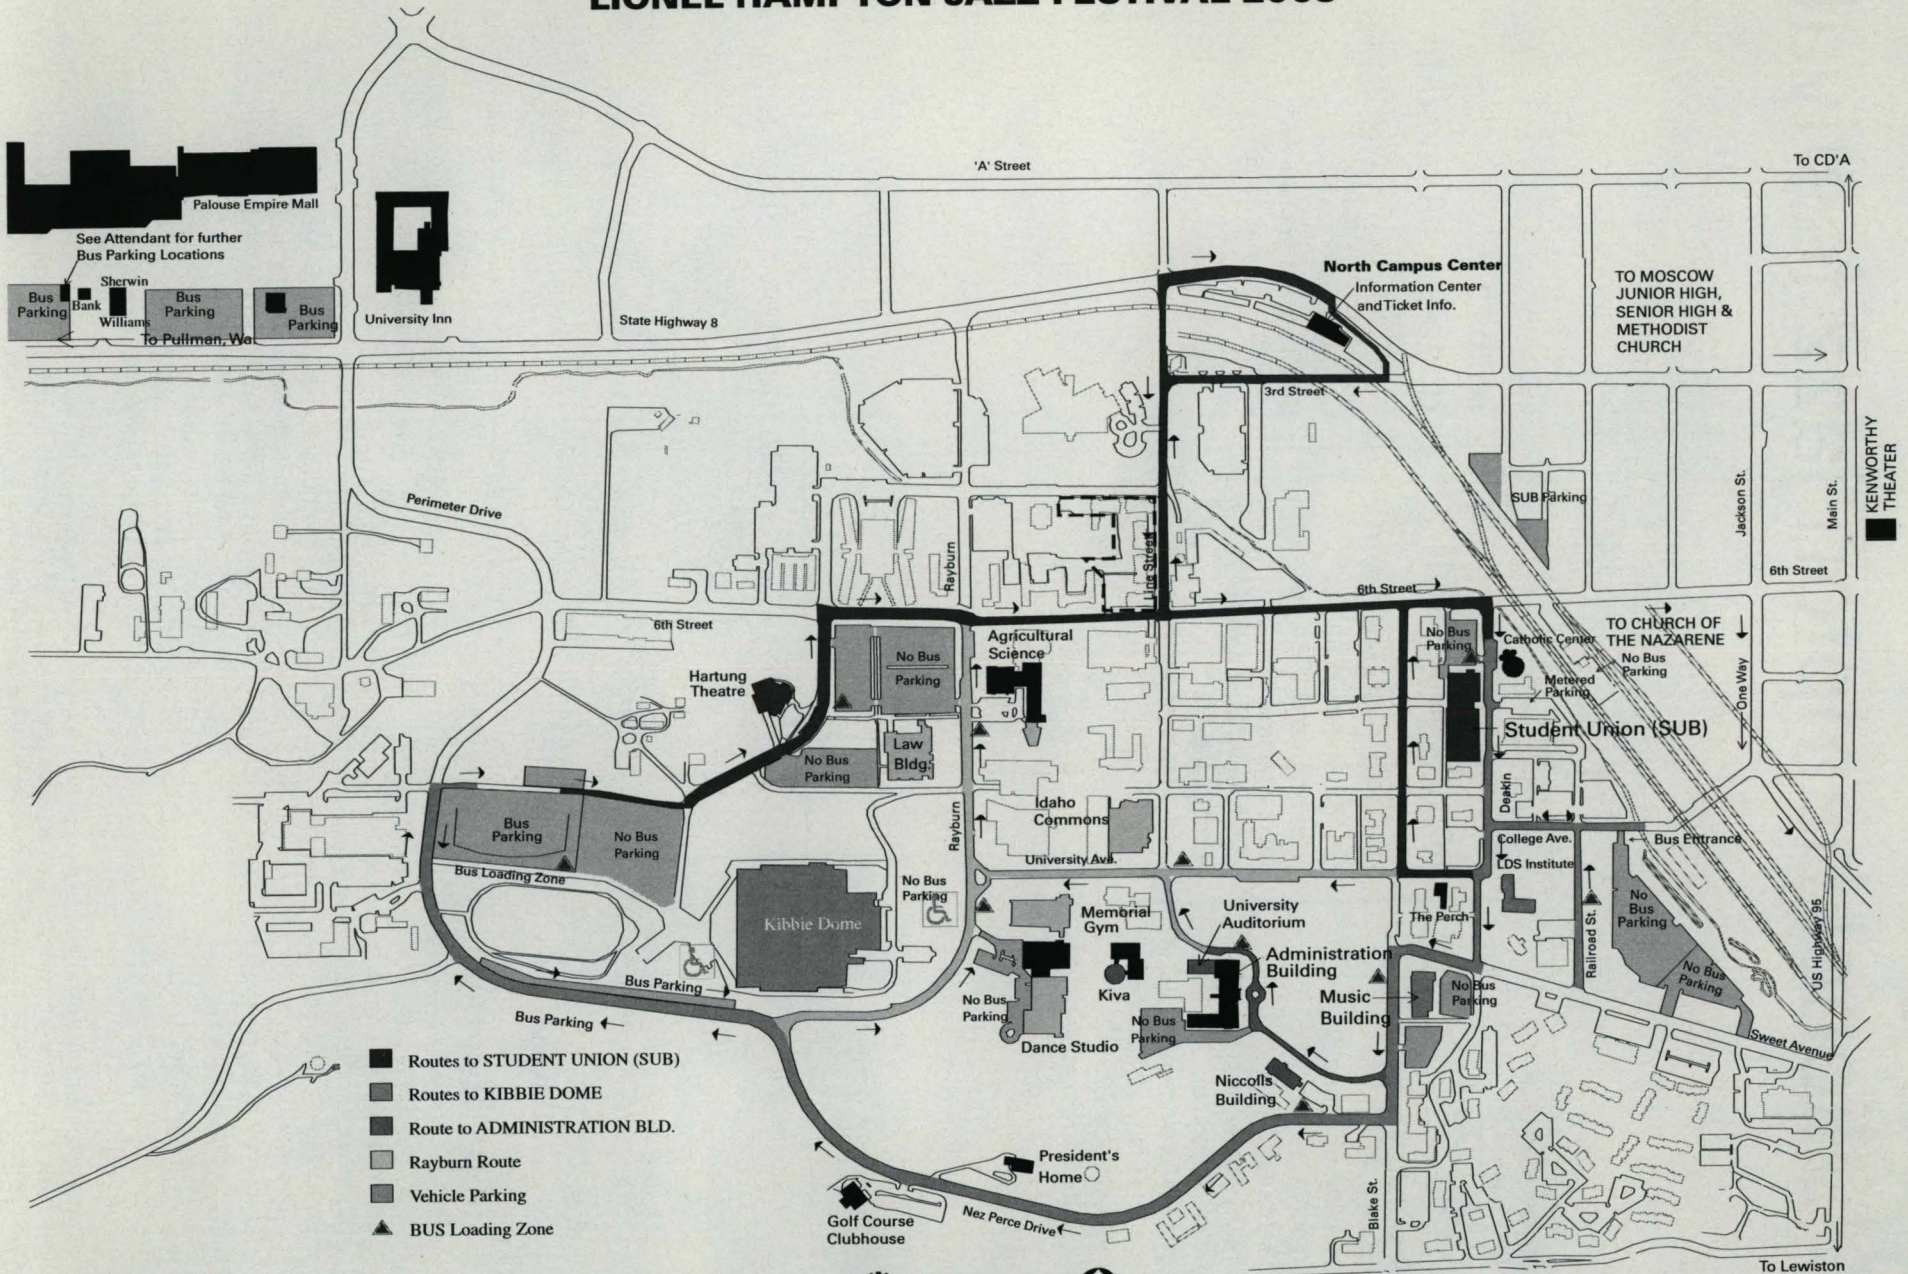 'A' Street
To CD'A
Palouse Empire Mall
See Attendant for further
Bus Parking Locations
Bus
Parking
Bank
Sherwin
Williams
Bus
Parking
Bus
Parking
To Pullman, Wa.
University Inn
State Highway 8
North Campus Center
Information Center
and Ticket Info.
TO MOSCOW
JUNIOR HIGH,
SENIOR HIGH &
METHODIST
CHURCH
3rd Street
KENWORTHY
THEATER
Perimeter Drive
SUB Parking
Jackson St.
Main St.
Rayburn
Line Street
6th Street
6th Street
6th Street
Agricultural
Science
No Bus
Parking
Catholic Center
TO CHURCH OF
THE NAZARENE
No Bus
Parking
Metered
Parking
One Way
Hartung
Theatre
No Bus
Parking
Student Union (SUB)
Law
Bldg.
No Bus
Parking
Deakin
Idaho
Commons
Rayburn
Bus
Parking
No Bus
Parking
Bus Loading Zone
University Ave.
College Ave.
Bus Entrance
LDS Institute
No Bus
Parking
Kibbie Dome
Memorial
Gym
University
Auditorium
The Perch
Railroad St.
No
Bus
Parking
US Highway 95
Administration
Building
Bus Parking
Bus Parking
No Bus
Parking
Kiva
No Bus
Parking
Music
Building
No Bus
Parking
No Bus
Parking
Dance Studio
Sweet Avenue
Niccolls
Building
President's
Home
Golf Course
Clubhouse
Nez Perce Drive
Blake St.
To Lewiston
Routes to STUDENT UNION (SUB)
Routes to KIBBIE DOME
Route to ADMINISTRATION BLD.
Rayburn Route
Vehicle Parking
BUS Loading Zone